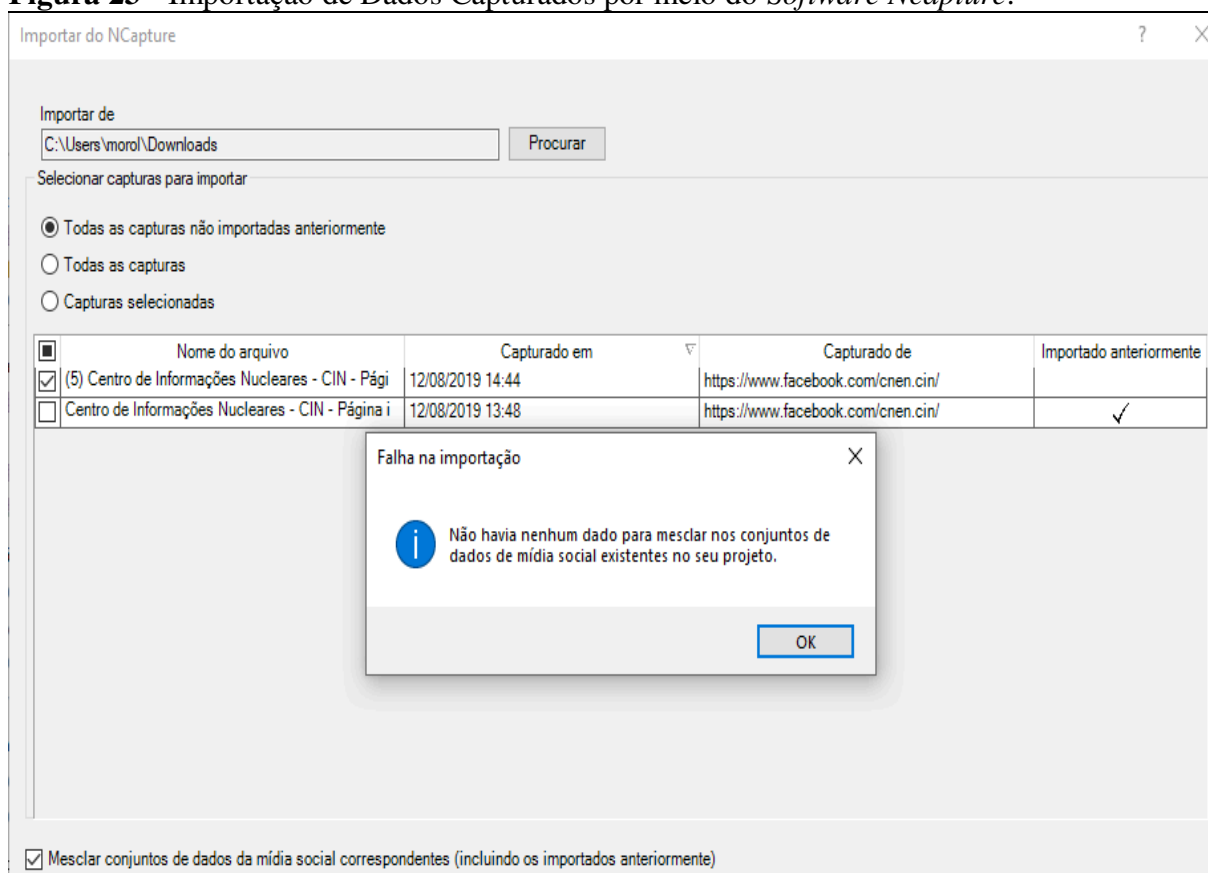 Figura 23 - Importação de Dados Capturados por meio do Software Ncapture.
Importar do NCapture ? X
Importar de
C:\Users\morol\Downloads Procurar
Selecionar capturas para importar
Todas as capturas não importadas anteriormente
Todas as capturas
Capturas selecionadas
Nome do arquivo Capturado em Capturado de Importado anteriormente
(5) Centro de Informações Nucleares - CIN - Pági 12/08/2019 14:44 https://www.facebook.com/cnen.cin/
Centro de Informações Nucleares - CIN - Página i 12/08/2019 13:48 https://www.facebook.com/cnen.cin/ ✓
Falha na importação X
Não havia nenhum dado para mesclar nos conjuntos de
dados de mídia social existentes no seu projeto.
OK
Mesclar conjuntos de dados da mídia social correspondentes (incluindo os importados anteriormente)